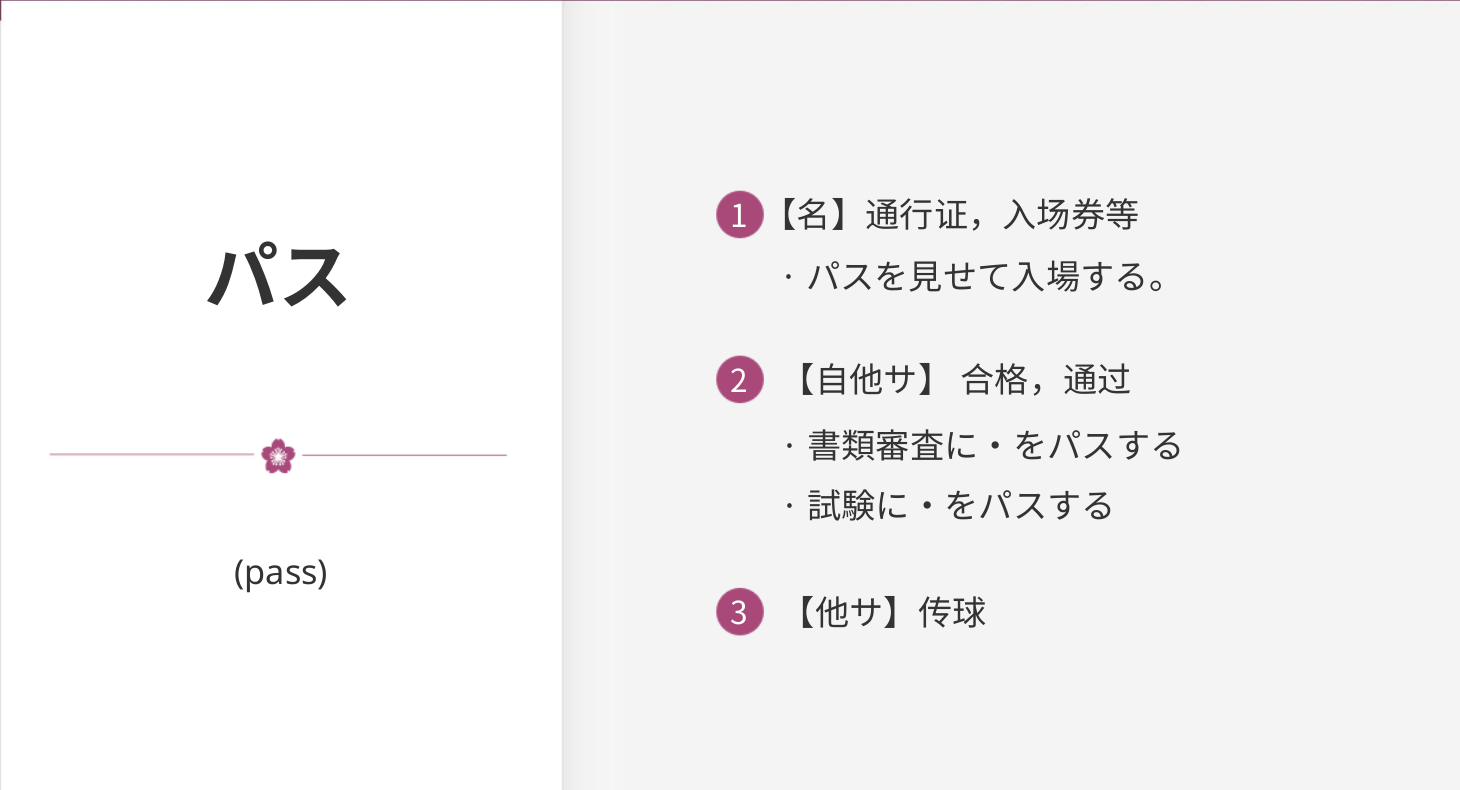 パス
(pass)
1【名】通行证，入场券等
· パスを見せて入場する。
2 【自他サ】 合格，通过
· 書類審査に・をパスする
· 試験に・をパスする
3 【他サ】传球